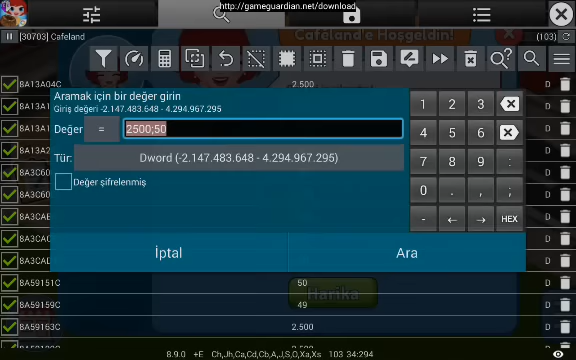 http://gameguardian.net/download
[30703] Cafeland
Cafeland'e Hoşgeldin!
(103)
8A13A04C 2.500 D
Aramak için bir değer girin
Giriş değeri -2.147.483.648 - 4.294.967.295
Değer = 2500;50
Tür: Dword (-2.147.483.648 - 4.294.967.295)
Değer şifrelenmiş
1 2 3
4 5 6
7 8 9 :
0 . , ;
- ← → HEX
İptal Ara
8A59151C 50 D
8A59159C 49 D
Harika
8A59163C 2.500 D
8.9.0 +E Ch,Jh,Ca,Cd,Cb,A,J,S,O,Xa,Xs 103 34:294